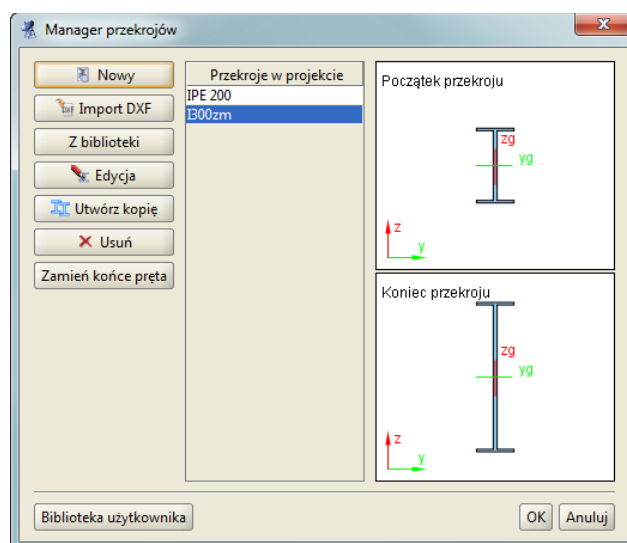 Manager przekrojów
Nowy
Import DXF
Z biblioteki
Edycja
Utwórz kopię
Usuń
Zamień końce pręta
Przekroje w projekcie
IPE 200
I300zm
Początek przekroju
zg
yg
z
y
Koniec przekroju
zg
yg
z
y
Biblioteka użytkownika
OK
Anuluj